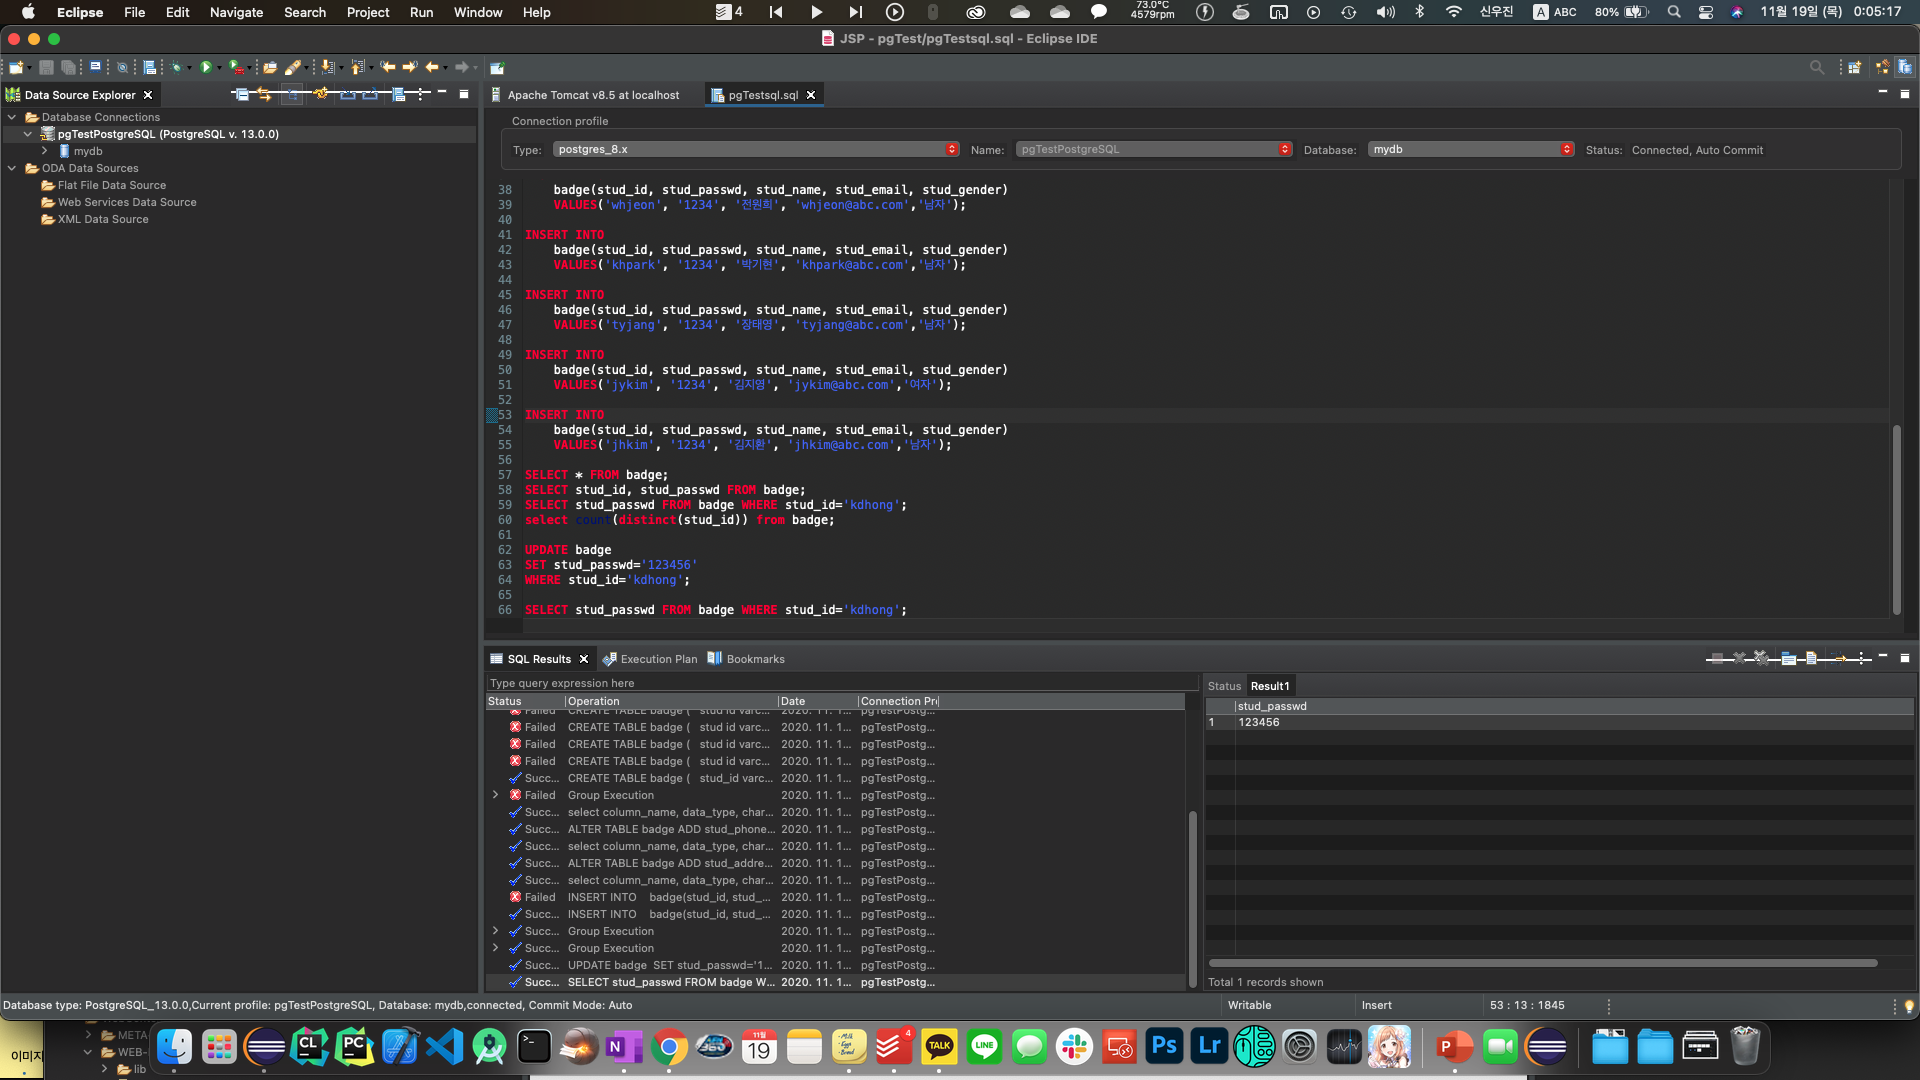 Eclipse File Edit Navigate Search Project Run Window Help 4 73.0°C 4579rpm 신우진 A ABC 80% 11월 19일 (목) 0:05:17
JSP - pgTest/pgTestsql.sql - Eclipse IDE
Data Source Explorer
Database Connections
pgTestPostgreSQL (PostgreSQL v. 13.0.0)
mydb
ODA Data Sources
Flat File Data Source
Web Services Data Source
XML Data Source
Apache Tomcat v8.5 at localhost pgTestsql.sql
Connection profile
Type: postgres_8.x Name: pgTestPostgreSQL Database: mydb Status: Connected, Auto Commit
38 badge(stud_id, stud_passwd, stud_name, stud_email, stud_gender)
39 VALUES('whjeon', '1234', '전원희', 'whjeon@abc.com','남자');
40
41 INSERT INTO
42 badge(stud_id, stud_passwd, stud_name, stud_email, stud_gender)
43 VALUES('khpark', '1234', '박기현', 'khpark@abc.com','남자');
44
45 INSERT INTO
46 badge(stud_id, stud_passwd, stud_name, stud_email, stud_gender)
47 VALUES('tyjang', '1234', '장태영', 'tyjang@abc.com','남자');
48
49 INSERT INTO
50 badge(stud_id, stud_passwd, stud_name, stud_email, stud_gender)
51 VALUES('jykim', '1234', '김지영', 'jykim@abc.com','여자');
52
53 INSERT INTO
54 badge(stud_id, stud_passwd, stud_name, stud_email, stud_gender)
55 VALUES('jhkim', '1234', '김지환', 'jhkim@abc.com','남자');
56
57 SELECT * FROM badge;
58 SELECT stud_id, stud_passwd FROM badge;
59 SELECT stud_passwd FROM badge WHERE stud_id='kdhong';
60 select count(distinct(stud_id)) from badge;
61
62 UPDATE badge
63 SET stud_passwd='123456'
64 WHERE stud_id='kdhong';
65
66 SELECT stud_passwd FROM badge WHERE stud_id='kdhong';
SQL Results Execution Plan Bookmarks
Type query expression here
Status Operation Date Connection Pr
Failed CREATE TABLE badge ( stud id varc... 2020. 11. 1... pgTestPostg...
Failed CREATE TABLE badge ( stud id varc... 2020. 11. 1... pgTestPostg...
Failed CREATE TABLE badge ( stud id varc... 2020. 11. 1... pgTestPostg...
Failed CREATE TABLE badge ( stud id varc... 2020. 11. 1... pgTestPostg...
Succ... CREATE TABLE badge ( stud_id varc... 2020. 11. 1... pgTestPostg...
Failed Group Execution 2020. 11. 1... pgTestPostg...
Succ... select column_name, data_type, char... 2020. 11. 1... pgTestPostg...
Succ... ALTER TABLE badge ADD stud_phone... 2020. 11. 1... pgTestPostg...
Succ... select column_name, data_type, char... 2020. 11. 1... pgTestPostg...
Succ... ALTER TABLE badge ADD stud_addre... 2020. 11. 1... pgTestPostg...
Succ... select column_name, data_type, char... 2020. 11. 1... pgTestPostg...
Failed INSERT INTO badge(stud_id, stud_... 2020. 11. 1... pgTestPostg...
Succ... INSERT INTO badge(stud_id, stud_... 2020. 11. 1... pgTestPostg...
Succ... Group Execution 2020. 11. 1... pgTestPostg...
Succ... Group Execution 2020. 11. 1... pgTestPostg...
Succ... UPDATE badge SET stud_passwd='1... 2020. 11. 1... pgTestPostg...
Succ... SELECT stud_passwd FROM badge W... 2020. 11. 1... pgTestPostg...
Status Result1
stud_passwd
1 123456
Total 1 records shown
Database type: PostgreSQL_13.0.0,Current profile: pgTestPostgreSQL, Database: mydb,connected, Commit Mode: Auto Writable Insert 53 : 13 : 1845
이미지
META-
WEB-
lib
CL PC N 11월 19 4 TALK LINE Ps Lr P